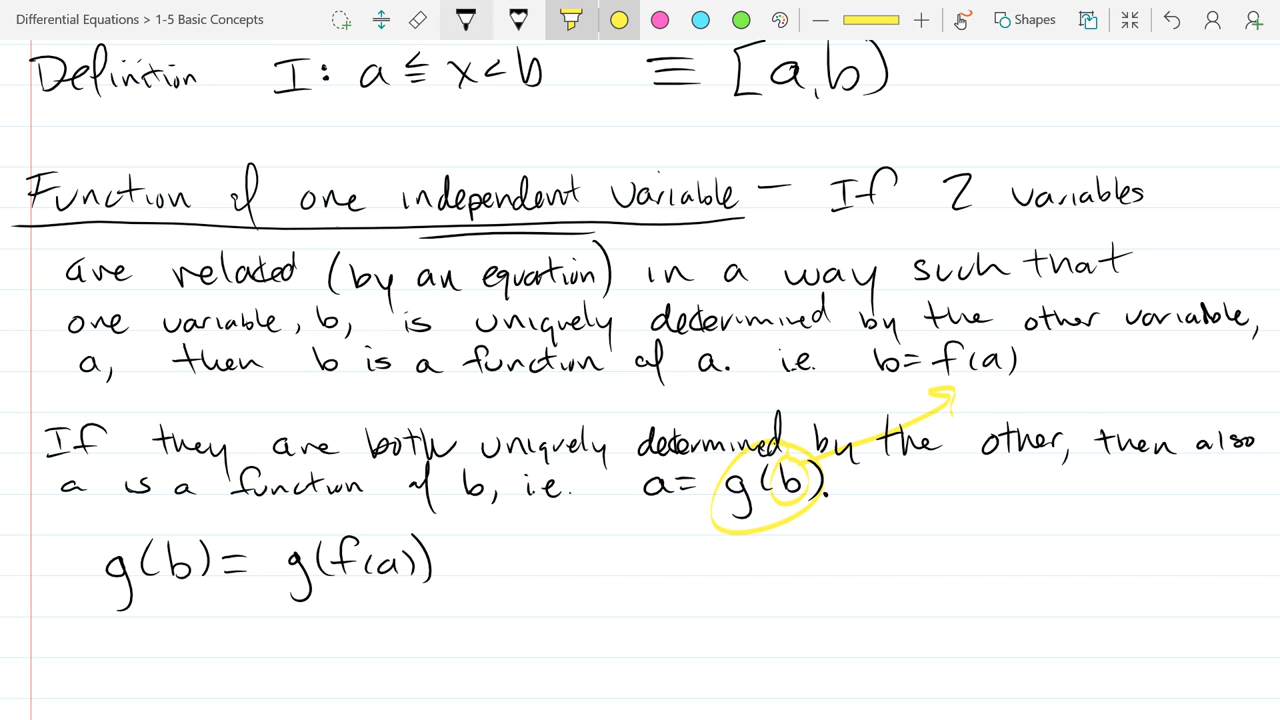 Differential Equations > 1-5 Basic Concepts
Shapes
Definition I: a ≤ x < b ≡ [a,b)
Function of one independent variable – If 2 variables
are related (by an equation) in a way such that
one variable, b, is uniquely determined by the other variable,
a, then b is a function of a. i.e. b = f(a)
If they are both uniquely determined by the other, then also
a is a function of b, i.e. a = g(b).
g(b) = g(f(a))